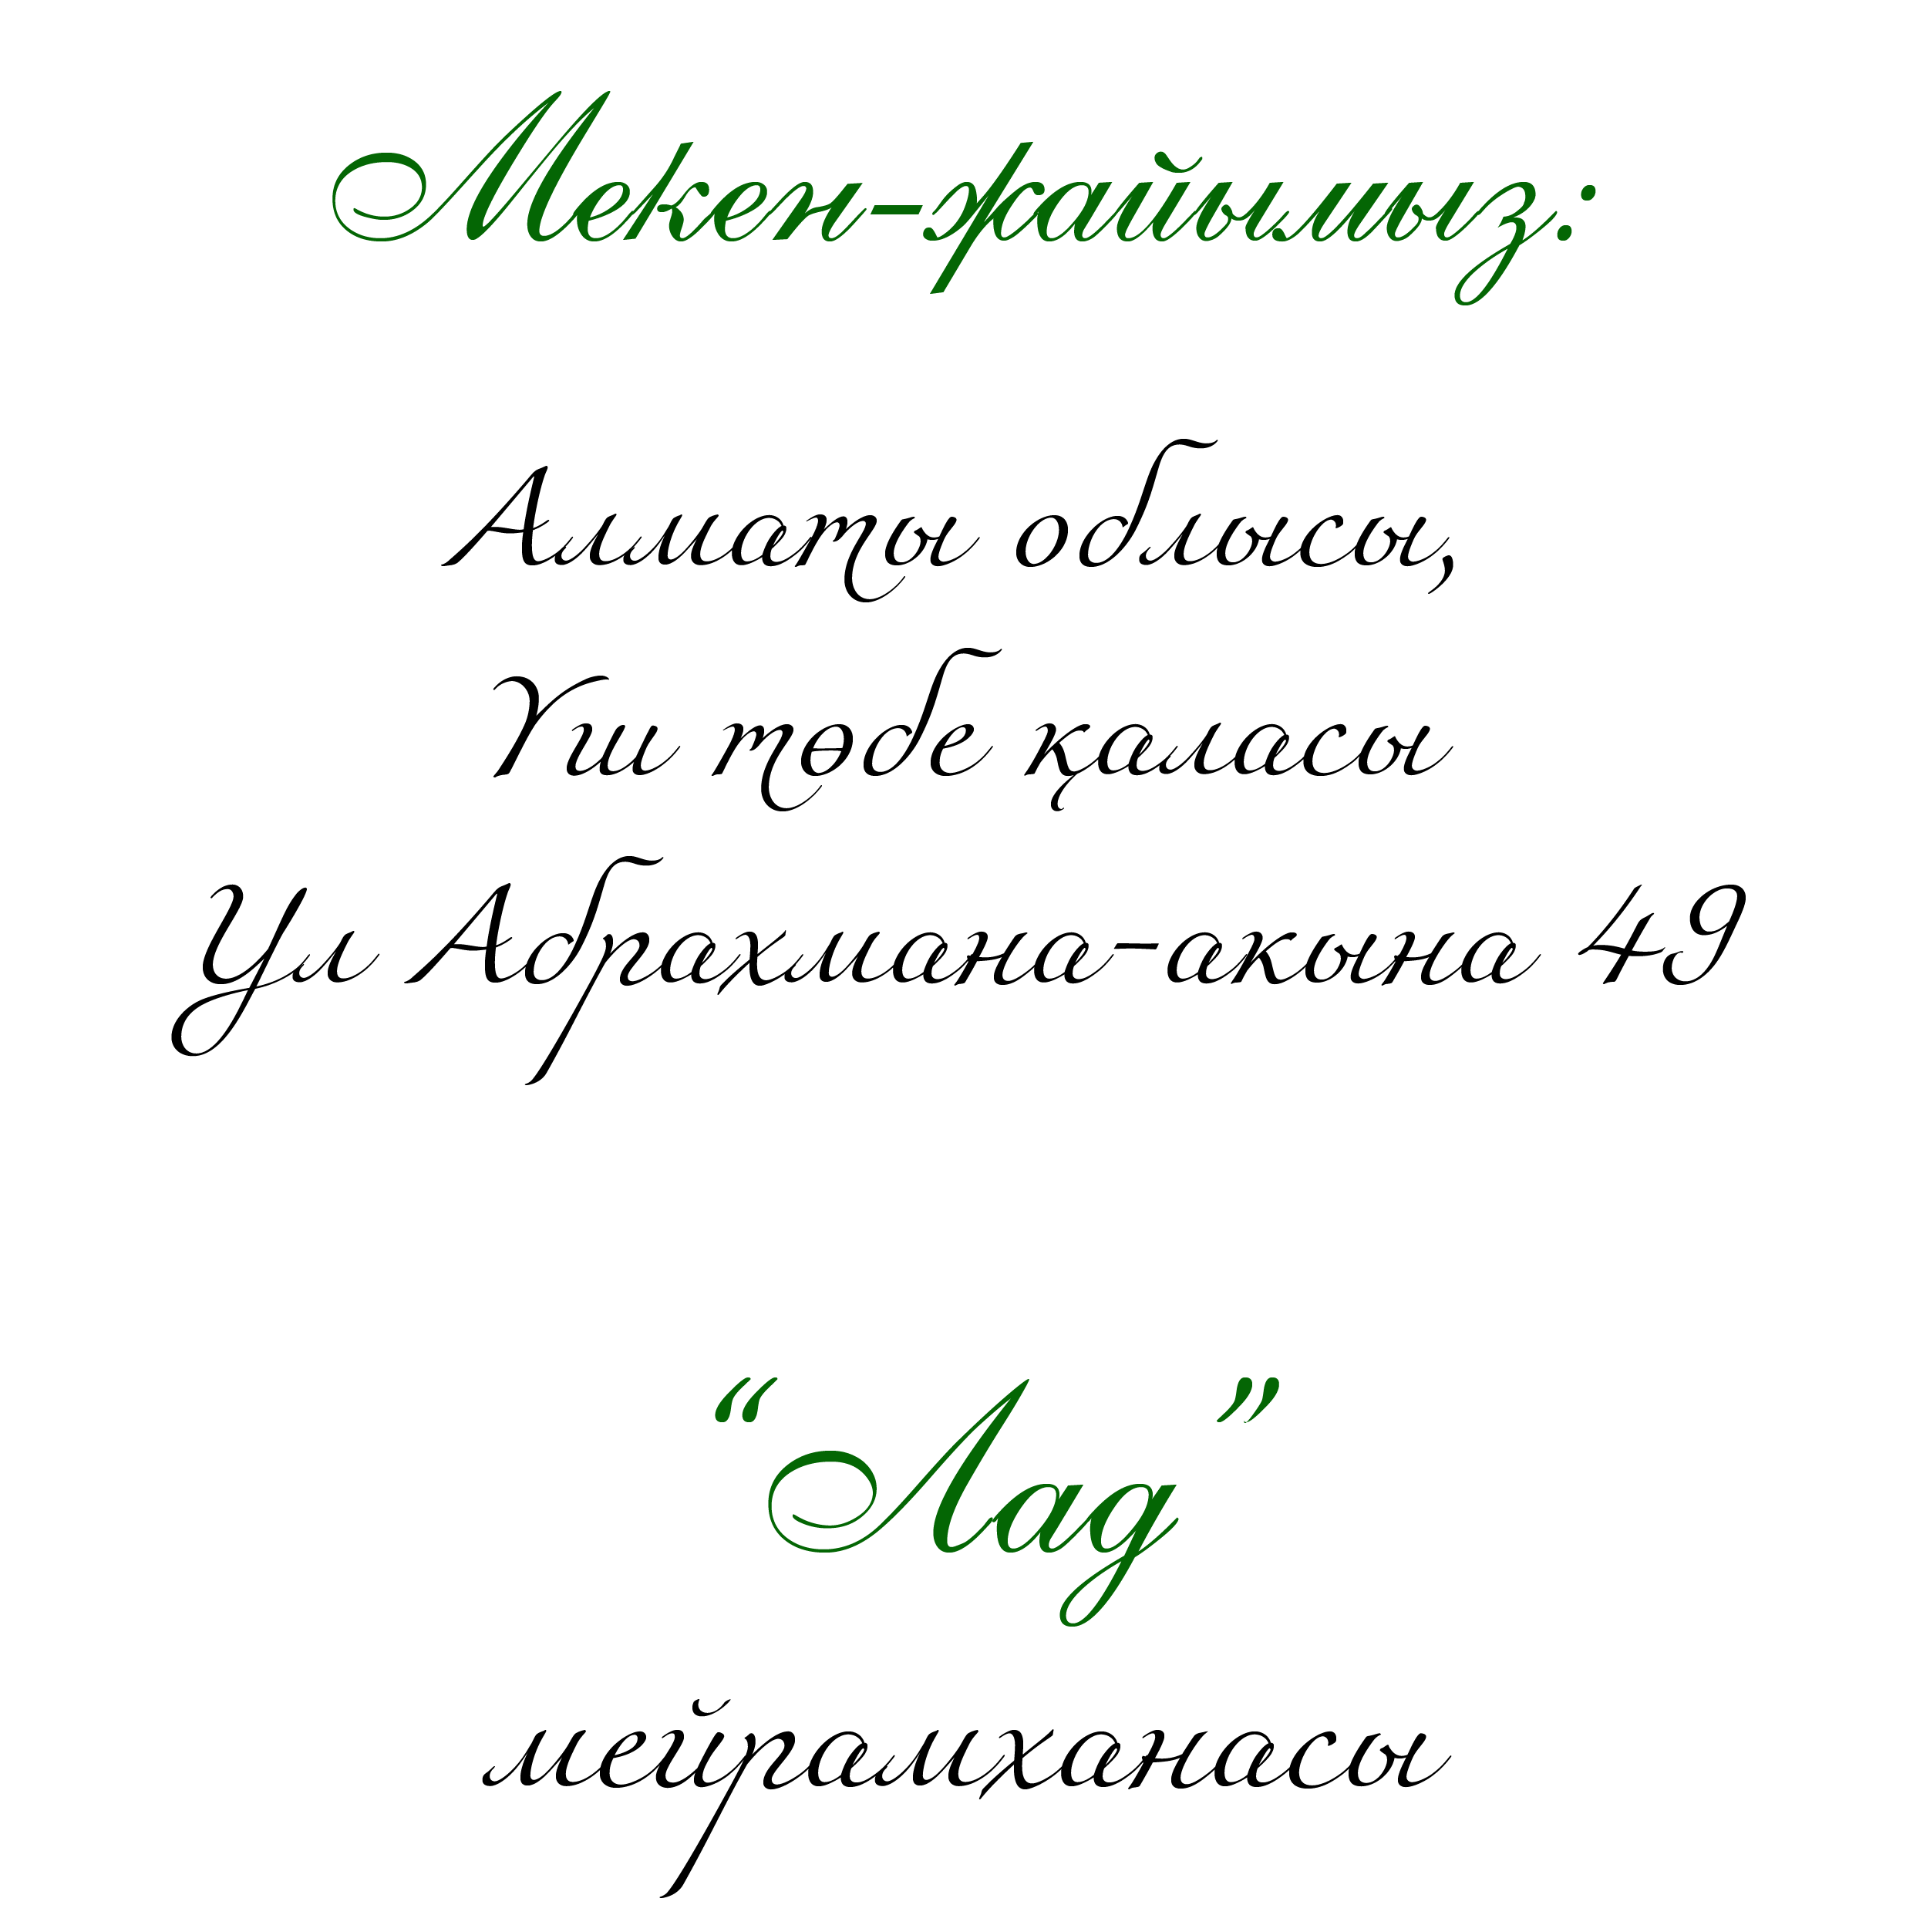 Мекен-жайымыз:
Алматы облысы,
Үш төбе қаласы
Ул Абрахмана-акына 49
“Лад”
мейрамханасы